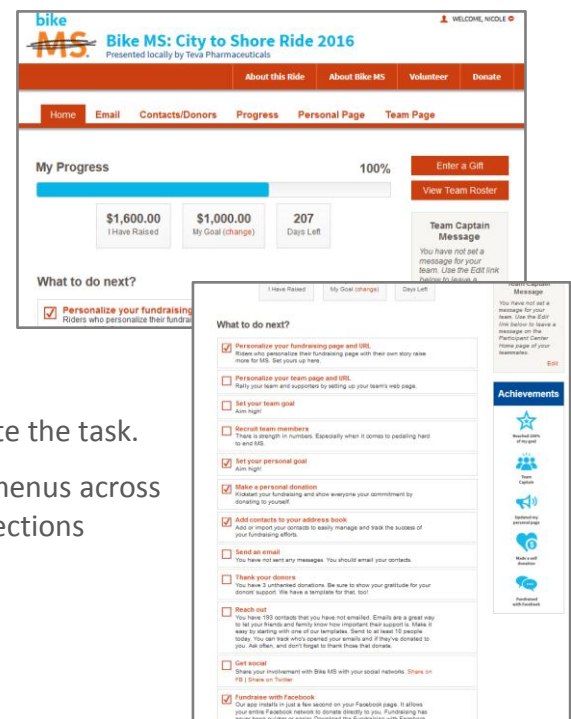 bike
MS.
Bike MS: City to Shore Ride 2016
Presented locally by Teva Pharmaceuticals
WELCOME, NICOLE
About this Ride About Bike MS Volunteer Donate
Home Email Contacts/Donors Progress Personal Page Team Page
My Progress 100%
$1,600.00
I Have Raised
$1,000.00
My Goal (change)
207
Days Left
Enter a Gift
View Team Roster
Team Captain
Message
You have not set a
message for your
team. Use the Edit link
below to leave a
What to do next?
Personalize your fundraising
Riders who personalize their
te the task.
menus across
ections
I Have Raised My Goal (change) Days Left
What to do next?
Personalize your fundraising page and URL
Riders who personalize their fundraising page with their own story raise
more for MS. Set yours up here.
Personalize your team page and URL
Rally your team and supporters by setting up your team's web page.
Set your team goal
Aim high!
Recruit team members
There is strength in numbers. Especially when it comes to pedaling hard
to end MS.
Set your personal goal
Aim high!
Make a personal donation
Kickstart your fundraising and show everyone your commitment by
donating to yourself.
Add contacts to your address book
Add or import your contacts to easily manage and track the success of
your fundraising efforts.
Send an email
You have not sent any messages. You should email your contacts.
Thank your donors
You have 3 unthanked donations. Be sure to show your gratitude for your
donors' support. We have a template for that, too!
Reach out
You have 193 contacts that you have not emailed. Emails are a great way
to let your friends and family know how important their support is. Make it
easy by starting with one of our templates. Send to at least 10 people
today. You can track who's opened your emails and if they've donated to
you. Ask often, and don't forget to thank those that donate.
Get social
Share your involvement with Bike MS with your social networks. Share on
FB | Share on Twitter
Fundraise with Facebook
Our app installs in just a few second on your Facebook page. It allows
your entire Facebook network to donate directly to you. Fundraising has
Team Captain
Message
You have not set a
message for your
team. Use the Edit
link below to leave a
message on the
Participant Center
Home page of your
teammates.
Edit
Achievements
Reached 100%
of my goal
Team
Captain
Updated my
personal page
Made a self
donation
Fundraised
with Facebook